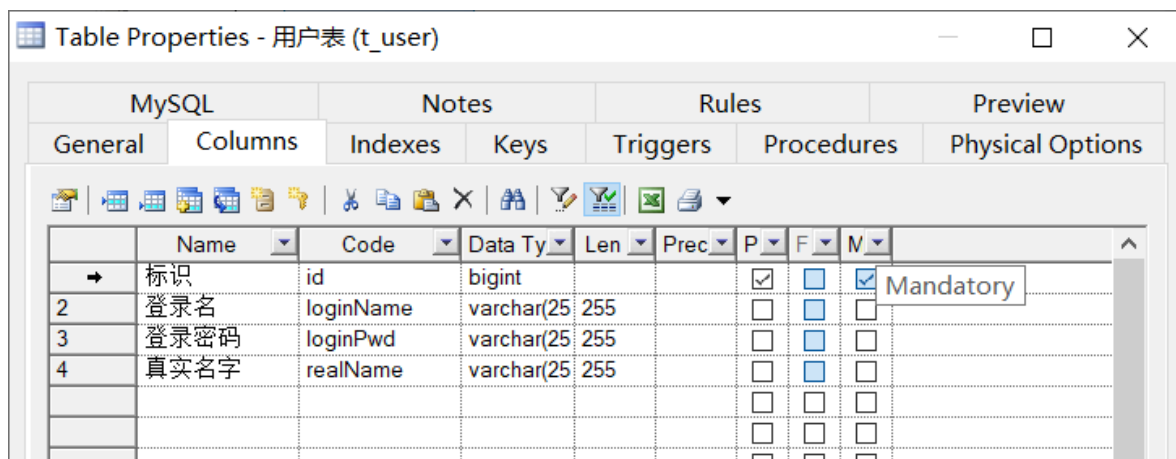 Table Properties - 用户表 (t_user)
MySQL Notes Rules Preview
General Columns Indexes Keys Triggers Procedures Physical Options
Name Code Data Ty Len Prec P F M
标识 id bigint
Mandatory
2 登录名 loginName varchar(25 255
3 登录密码 loginPwd varchar(25 255
4 真实名字 realName varchar(25 255